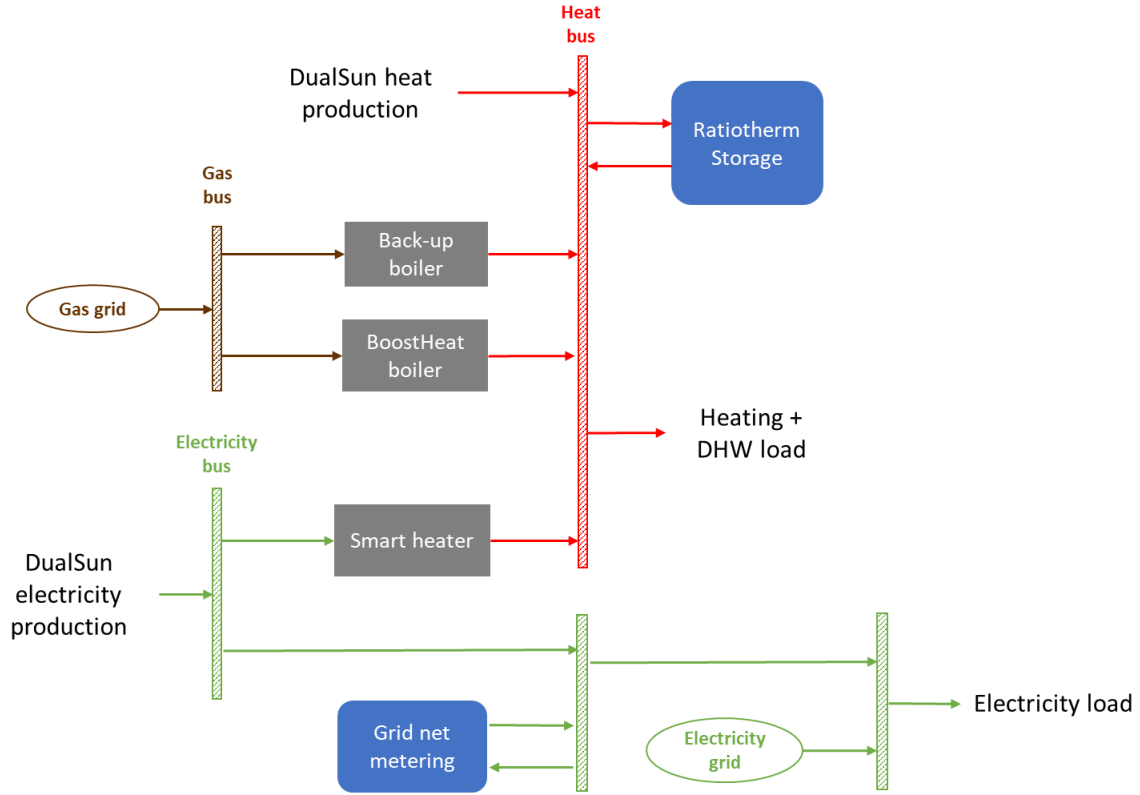 Heat
bus
DualSun heat
production
Ratiotherm
Storage
Gas
bus
Back-up
boiler
Gas grid
BoostHeat
boiler
Heating +
DHW load
Electricity
bus
Smart heater
DualSun
electricity
production
Grid net
metering
Electricity
grid
Electricity load